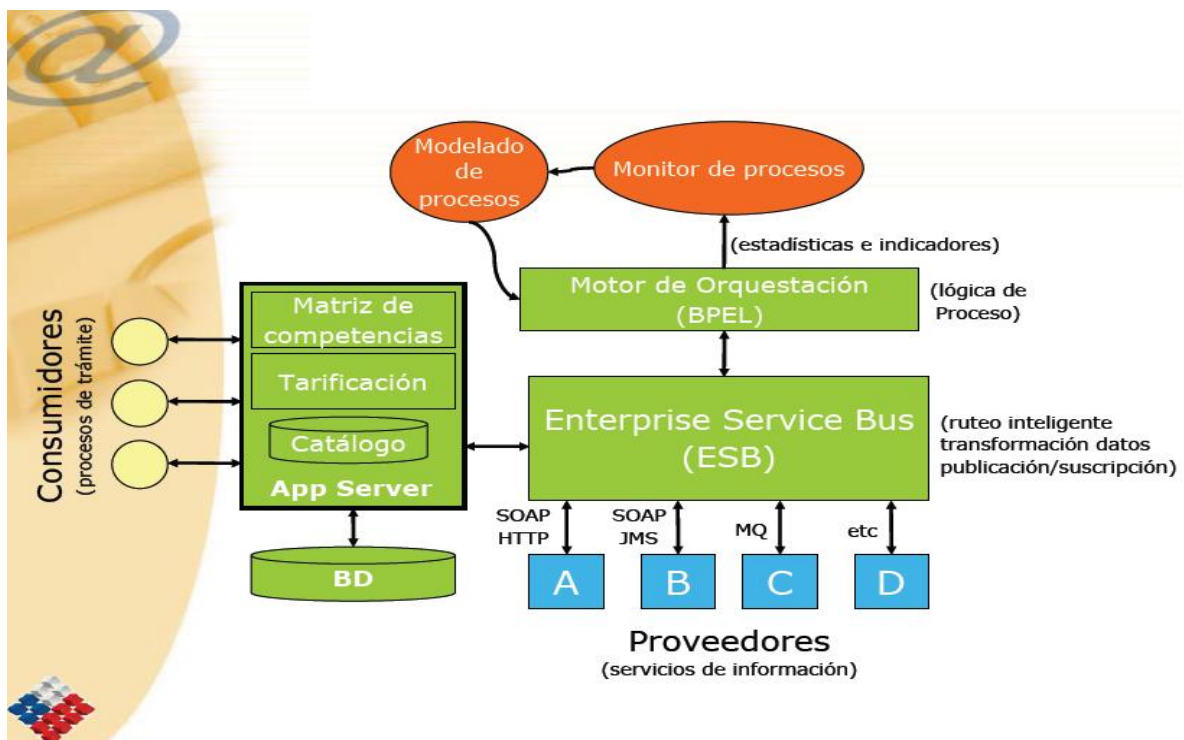 @
Modelado
de
procesos
Monitor de procesos
(estadísticas e indicadores)
Motor de Orquestación
(BPEL)
(lógica de
Proceso)
Consumidores
(procesos de trámite)
Matriz de
competencias
Tarificación
Catálogo
App Server
BD
Enterprise Service Bus
(ESB)
(ruteo inteligente
transformación datos
publicación/suscripción)
SOAP
HTTP
SOAP
JMS
MQ
etc
A
B
C
D
Proveedores
(servicios de información)